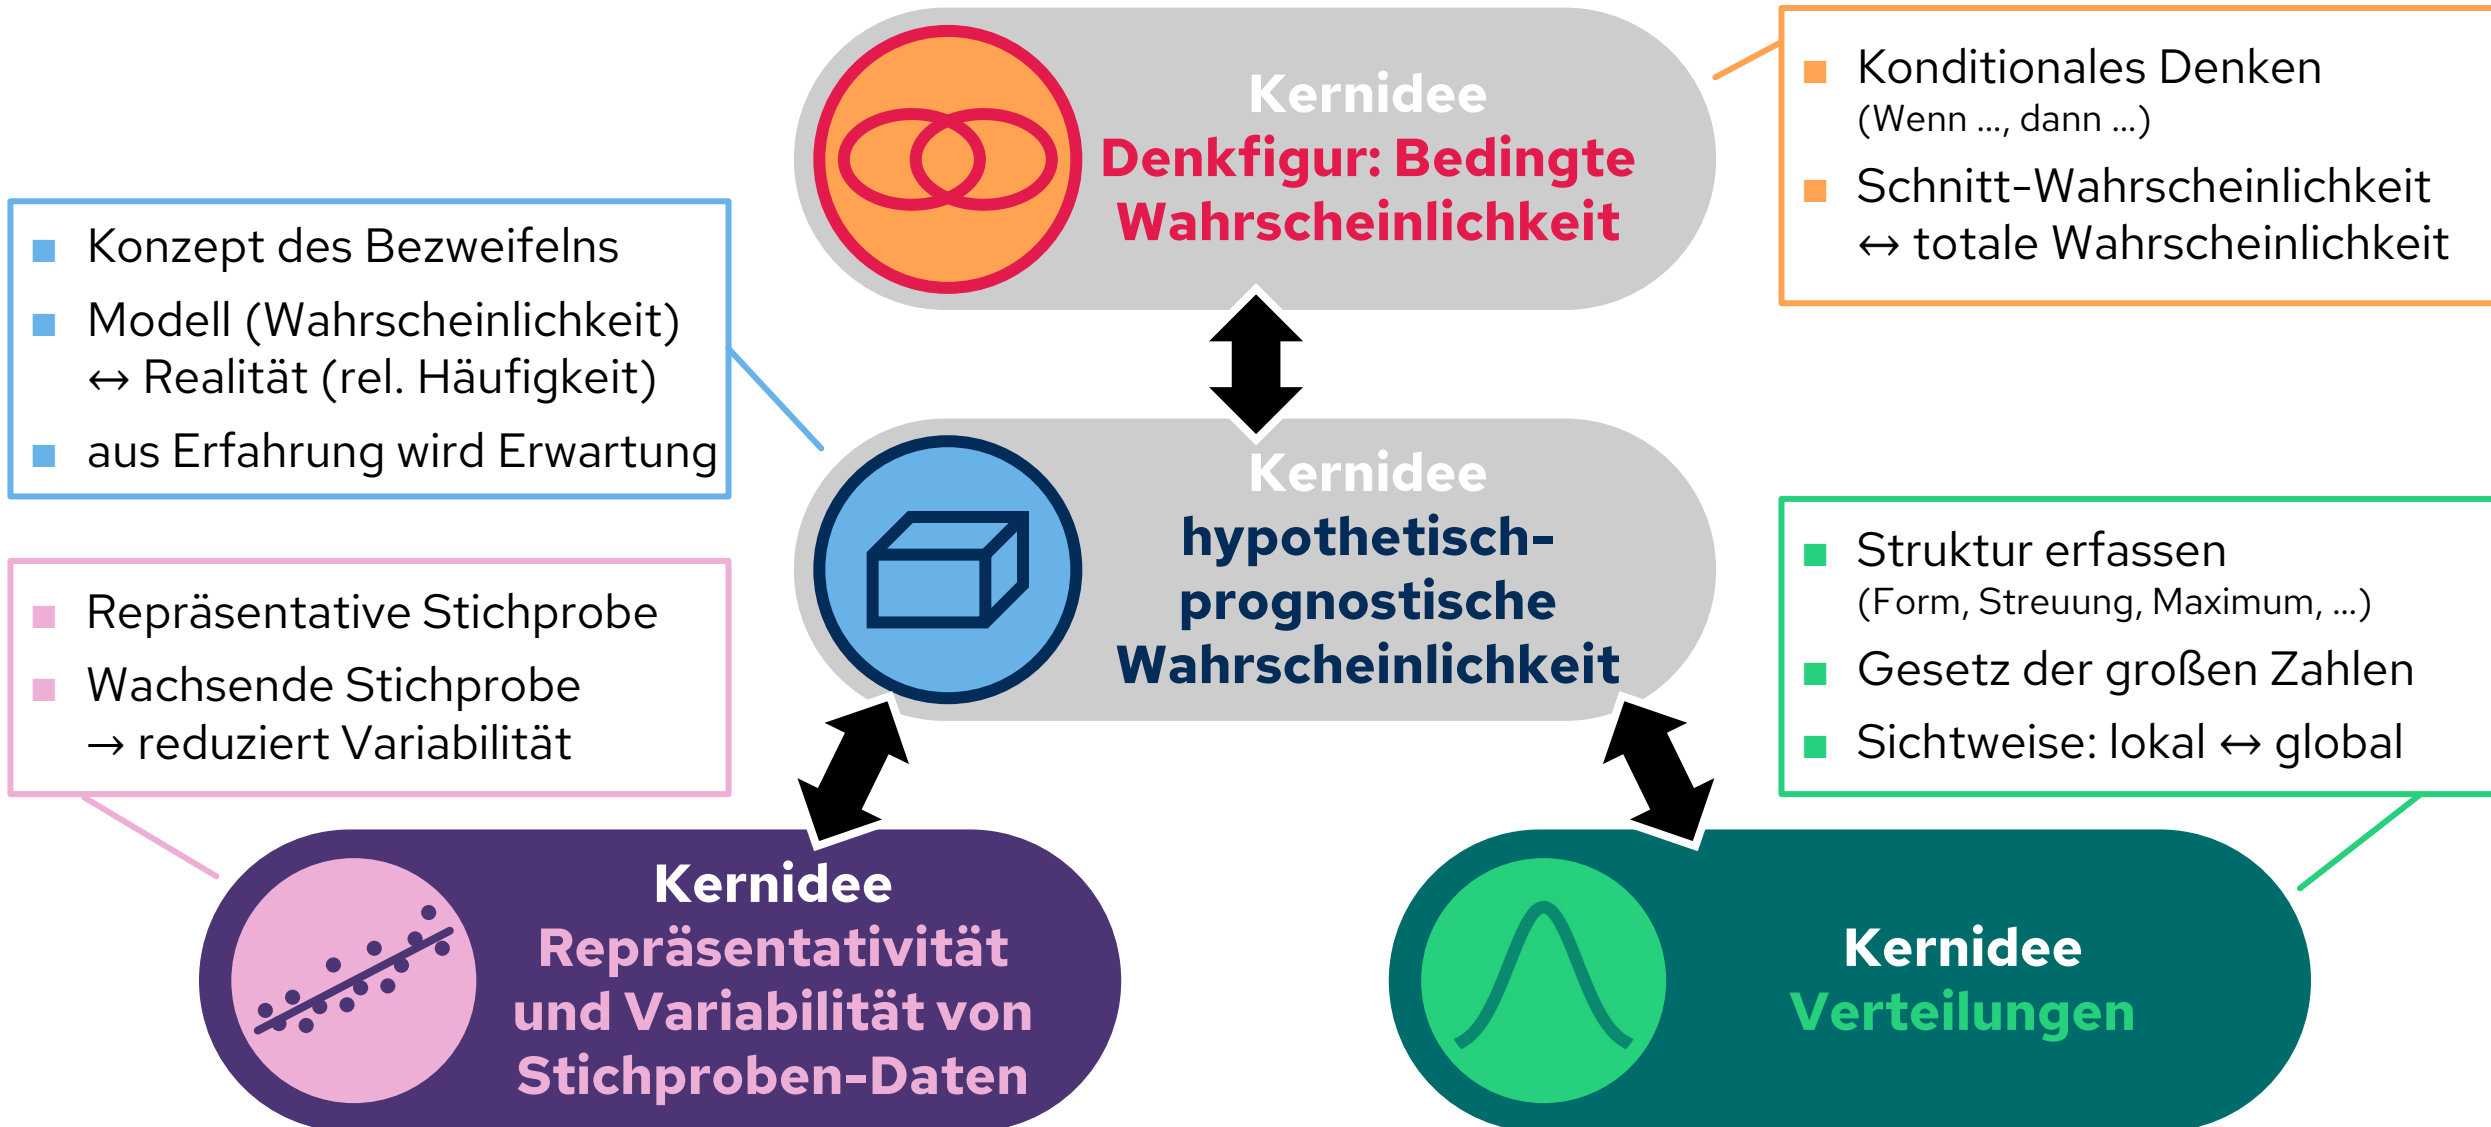 Kernidee
Denkfigur: Bedingte
Wahrscheinlichkeit
■ Konditionales Denken
(Wenn ..., dann ...)
■ Schnitt-Wahrscheinlichkeit
↔ totale Wahrscheinlichkeit
■ Konzept des Bezweifelns
■ Modell (Wahrscheinlichkeit)
↔ Realität (rel. Häufigkeit)
■ aus Erfahrung wird Erwartung
Kernidee
hypothetisch-
prognostische
Wahrscheinlichkeit
■ Repräsentative Stichprobe
■ Wachsende Stichprobe
→ reduziert Variabilität
■ Struktur erfassen
(Form, Streuung, Maximum, ...)
■ Gesetz der großen Zahlen
■ Sichtweise: lokal ↔ global
Kernidee
Repräsentativität
und Variabilität von
Stichproben-Daten
Kernidee
Verteilungen